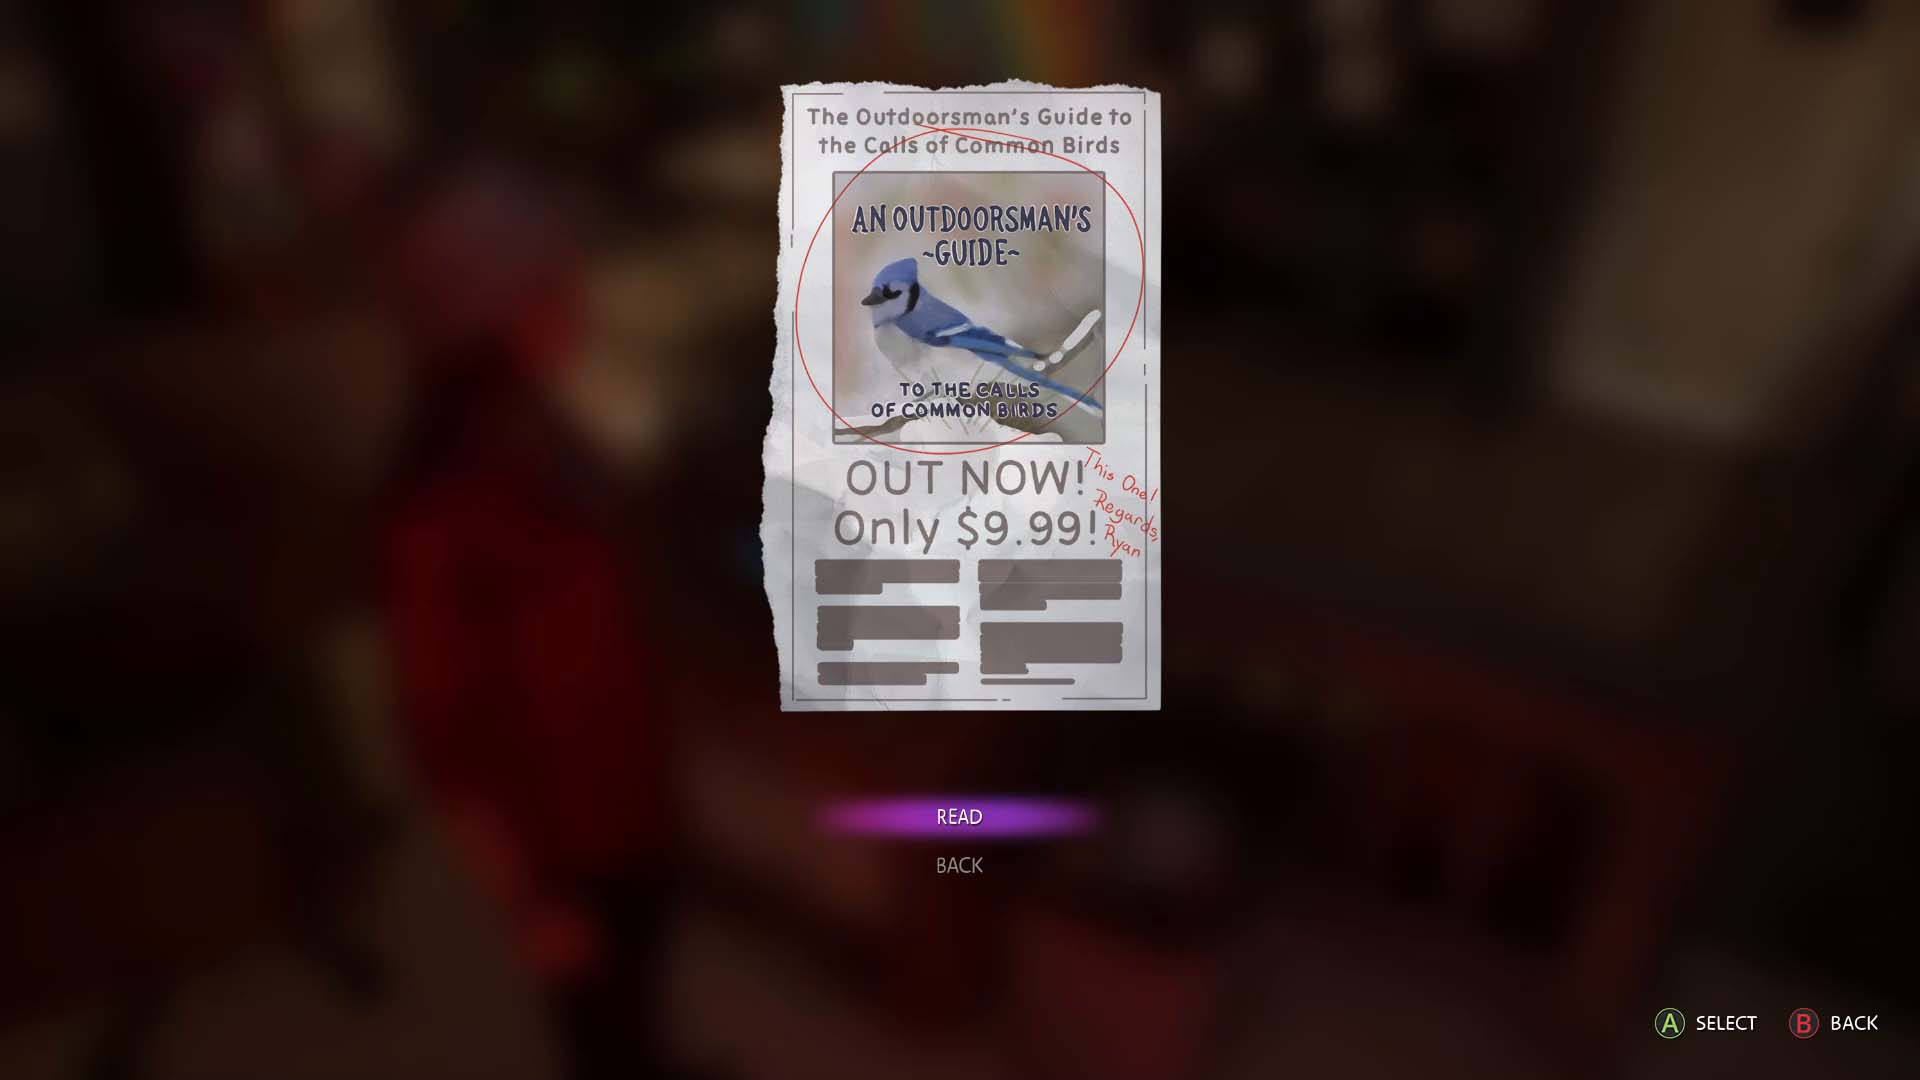 The Outdoorsman's Guide to
the Calls of Common Birds
AN OUTDOORSMAN'S
~GUIDE~
TO THE CALLS
OF COMMON BIRDS
OUT NOW!
Only $9.99!
This One!
Regards,
Ryan
READ
BACK
A SELECT B BACK